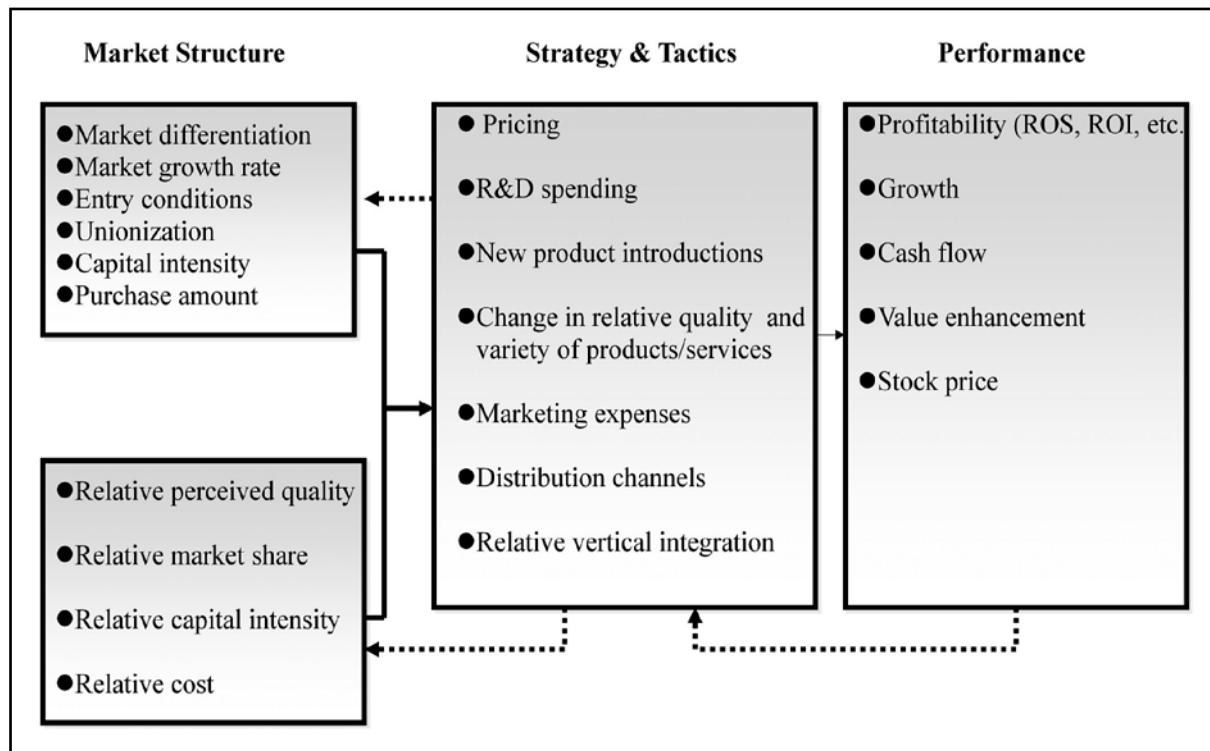 Market Structure
●Market differentiation
●Market growth rate
●Entry conditions
●Unionization
●Capital intensity
●Purchase amount
●Relative perceived quality
●Relative market share
●Relative capital intensity
●Relative cost
Strategy & Tactics
● Pricing
●R&D spending
●New product introductions
●Change in relative quality and
variety of products/services
●Marketing expenses
●Distribution channels
●Relative vertical integration
Performance
●Profitability (ROS, ROI, etc.
●Growth
●Cash flow
●Value enhancement
●Stock price